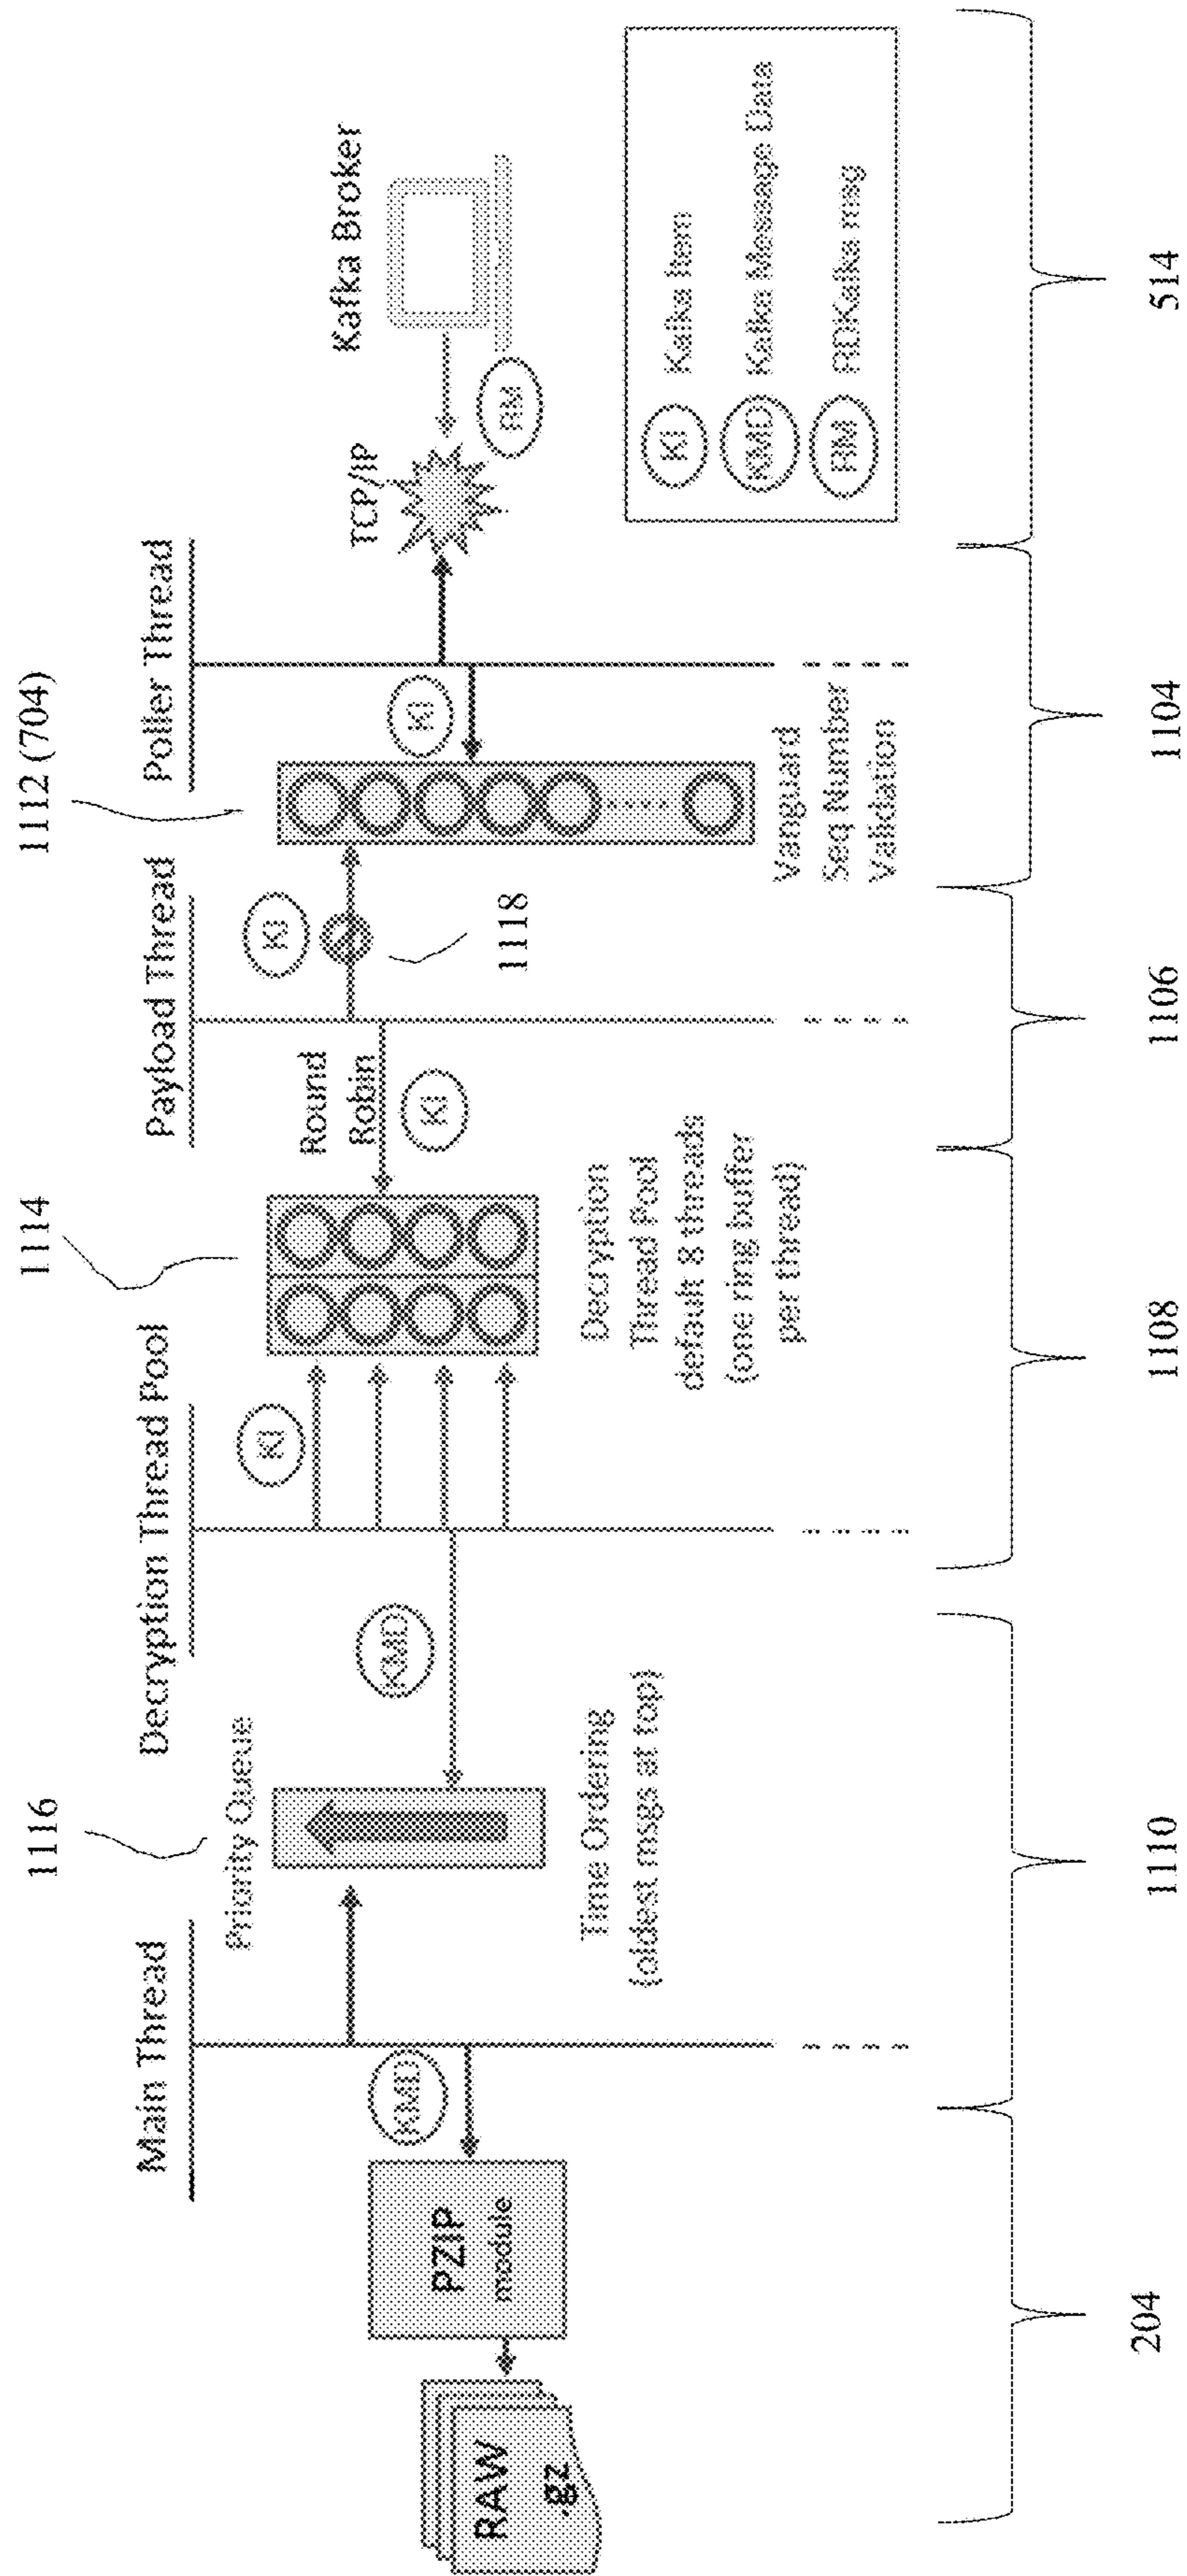 1116
1114
1112 (704)
Main Thread
Decryption Thread Pool
Payload Thread
Poller Thread
Priority Queue
KI
KI
Round
Robin
Kafka Broker
TCP/IP
KMD
KMD
KI
KI
RM
PZIP
module
RAW
.gz
1118
Time Ordering
(oldest msgs at top)
Decryption
Thread Pool
default 8 threads
(one ring buffer
per thread)
Vanguard
Seq Number
Validation
KI Kafka Item
KMD Kafka Message Data
RM RDKafka msg
204
1110
1108
1106
1104
514